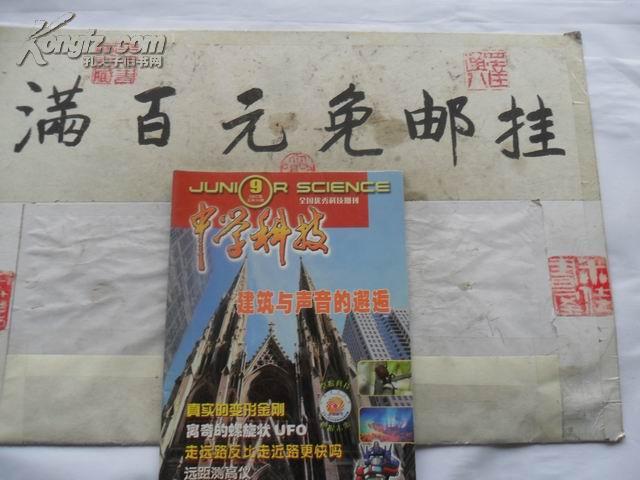 Kongfz.com
孔夫子旧书网
满百元免邮挂
JUNIOR SCIENCE
9
全国优秀科技期刊
中学科技
建筑与声音的邂逅
真实的变形金刚
离奇的螺旋状UFO
走远路反比走近路更快吗
远距测高仪